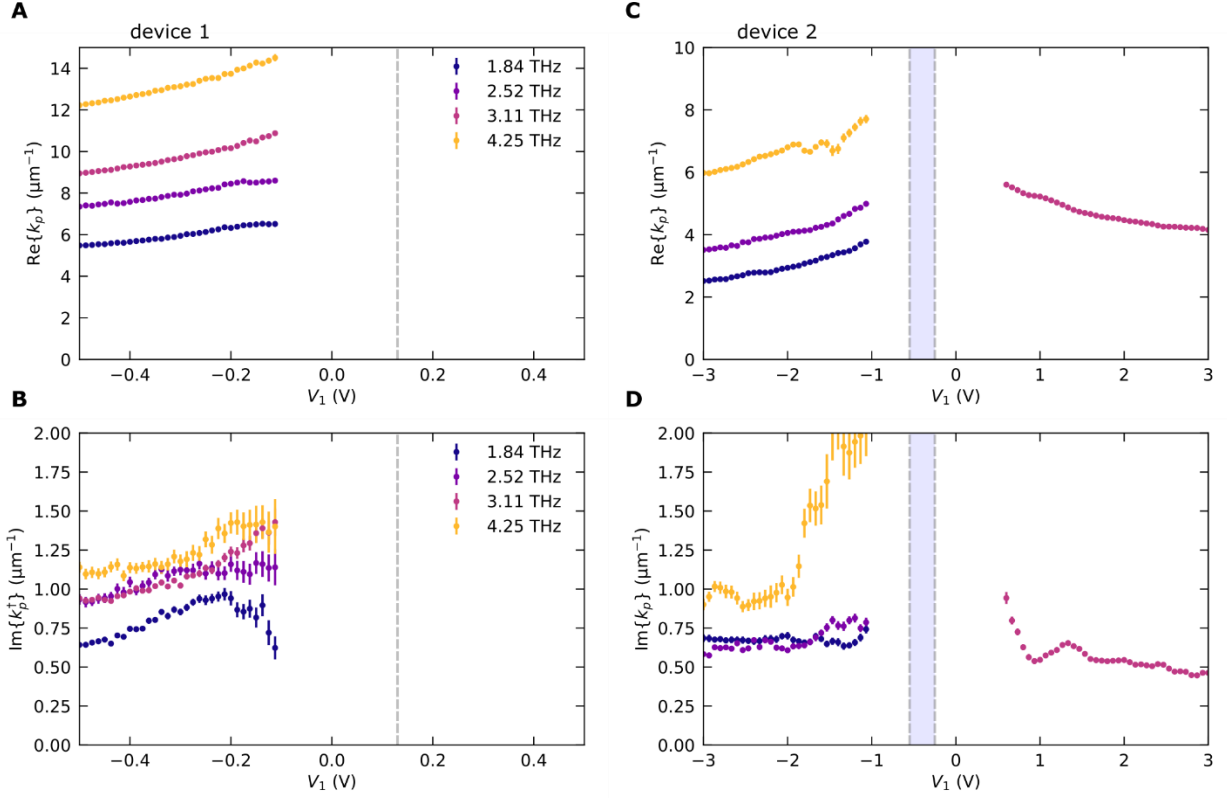 A
device 1
14
12
10
8
6
4
2
0
Re{kp} (μm⁻¹)
1.84 THz
2.52 THz
3.11 THz
4.25 THz
−0.4
−0.2
0.0
0.2
0.4
V1 (V)
C
device 2
10
8
6
4
2
0
Re{kp} (μm⁻¹)
−3
−2
−1
0
1
2
3
V1 (V)
B
2.00
1.75
1.50
1.25
1.00
0.75
0.50
0.25
0.00
Im{kp†} (μm⁻¹)
1.84 THz
2.52 THz
3.11 THz
4.25 THz
−0.4
−0.2
0.0
0.2
0.4
V1 (V)
D
2.00
1.75
1.50
1.25
1.00
0.75
0.50
0.25
0.00
Im{kp} (μm⁻¹)
−3
−2
−1
0
1
2
3
V1 (V)